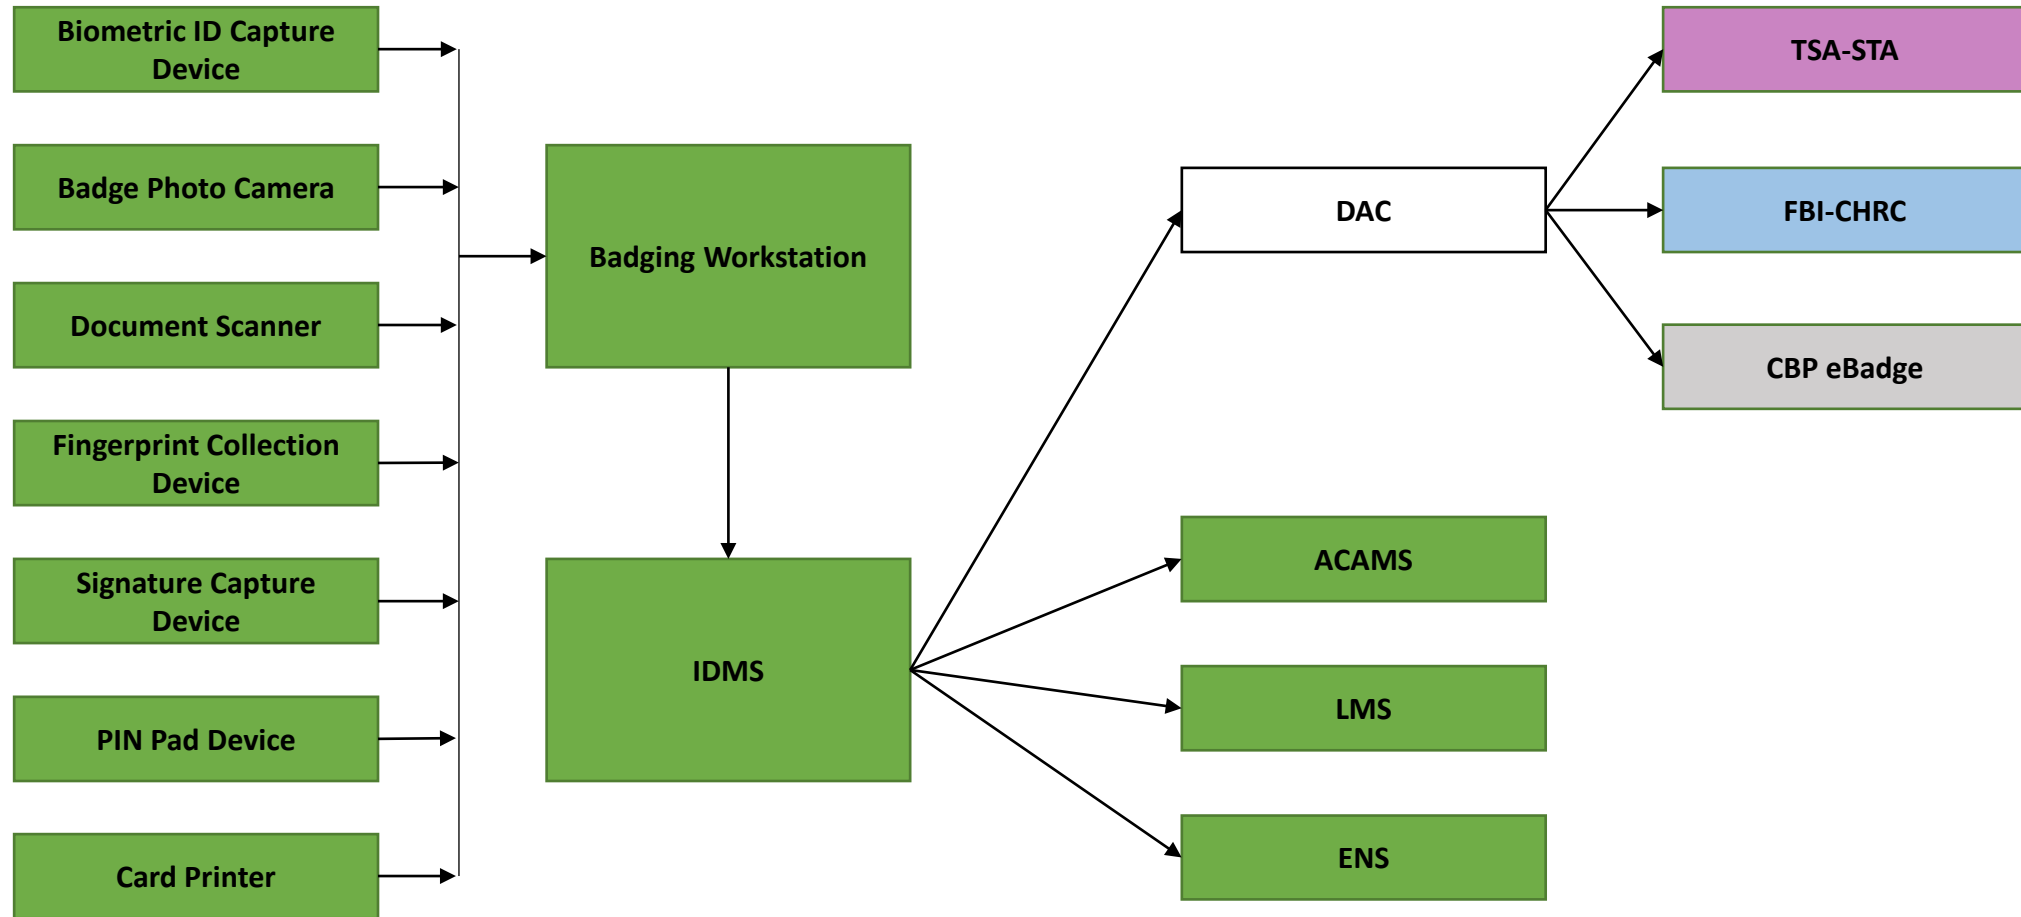 Biometric ID Capture
Device
Badge Photo Camera
Document Scanner
Fingerprint Collection
Device
Signature Capture
Device
PIN Pad Device
Card Printer
Badging Workstation
IDMS
DAC
ACAMS
LMS
ENS
TSA-STA
FBI-CHRC
CBP eBadge